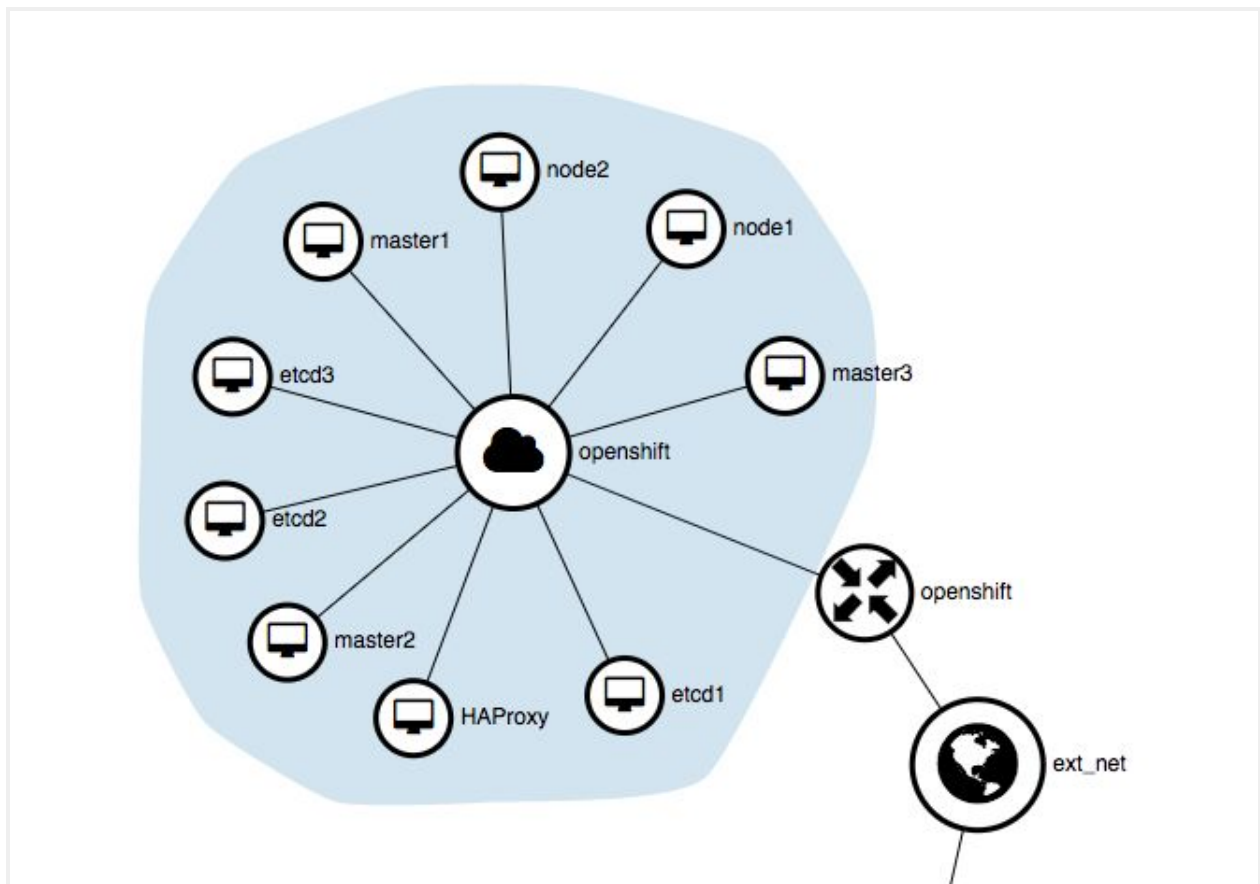 node2
node1
master1
etcd3
master3
openshift
etcd2
openshift
master2
etcd1
HAProxy
ext_net